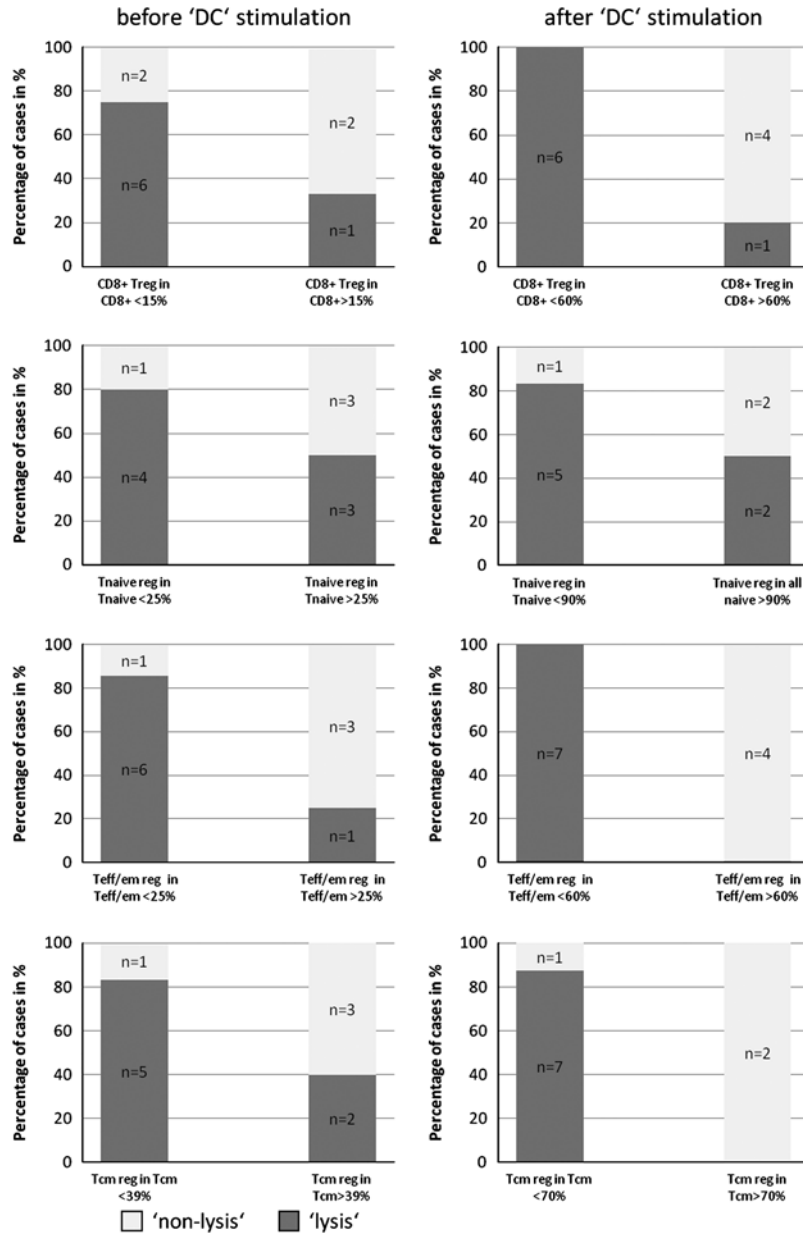 before ‘DC‘ stimulation
after ‘DC‘ stimulation
Percentage of cases in %
100
80
60
40
20
0
n=2
n=6
n=2
n=1
CD8+ Treg in
CD8+ <15%
CD8+ Treg in
CD8+>15%
Percentage of cases in %
100
80
60
40
20
0
n=6
n=4
n=1
CD8+ Treg in
CD8+ <60%
CD8+ Treg in
CD8+ >60%
Percentage of cases in %
100
80
60
40
20
0
n=1
n=4
n=3
n=3
Tnaive reg in
Tnaive <25%
Tnaive reg in
Tnaive >25%
Percentage of cases in %
100
80
60
40
20
0
n=1
n=5
n=2
n=2
Tnaive reg in
Tnaive <90%
Tnaive reg in all
naive >90%
Percentage of cases in %
100
80
60
40
20
0
n=1
n=6
n=3
n=1
Teff/em reg in
Teff/em <25%
Teff/em reg in
Teff/em >25%
Percentage of cases in %
100
80
60
40
20
0
n=7
n=4
Teff/em reg in
Teff/em <60%
Teff/em reg in
Teff/em >60%
Percentage of cases in %
100
80
60
40
20
0
n=1
n=5
n=3
n=2
Tcm reg in Tcm
<39%
Tcm reg in
Tcm>39%
Percentage of cases in %
100
80
60
40
20
0
n=1
n=7
n=2
Tcm reg in Tcm
<70%
Tcm reg in
Tcm>70%
‘non-lysis‘
‘lysis‘